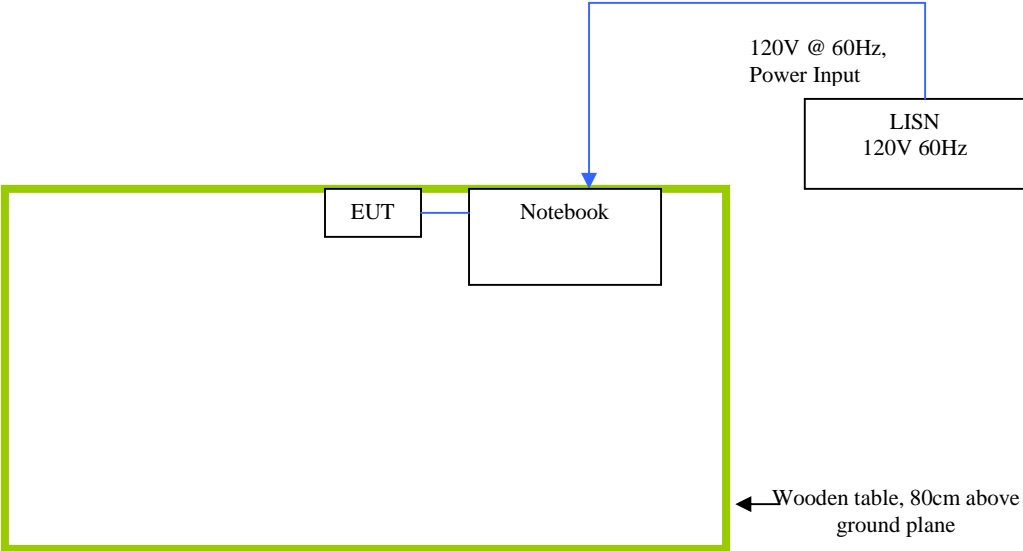 120V @ 60Hz,
Power Input
LISN
120V 60Hz
EUT
Notebook
Wooden table, 80cm above
ground plane